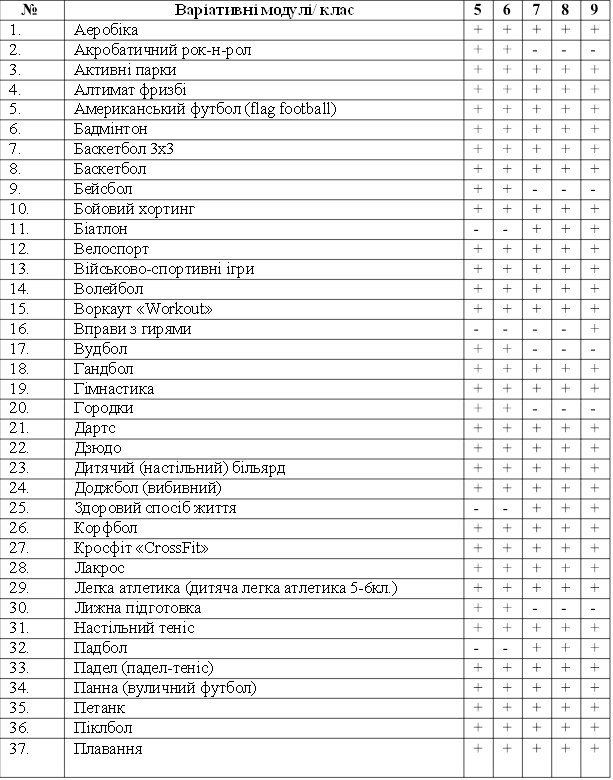 № Варіативні модулі/ клас 5 6 7 8 9
1. Аеробіка + + + + +
2. Акробатичний рок-н-рол + + - - -
3. Активні парки + + + + +
4. Алтимат фризбі + + + + +
5. Американський футбол (flag football) + + + + +
6. Бадмінтон + + + + +
7. Баскетбол 3х3 + + + + +
8. Баскетбол + + + + +
9. Бейсбол + + - - -
10. Бойовий хортинг + + + + +
11. Біатлон - - + + +
12. Велоспорт + + + + +
13. Військово-спортивні ігри + + + + +
14. Волейбол + + + + +
15. Воркаут «Workout» + + + + +
16. Вправи з гирями - - - - +
17. Вудбол + + - - -
18. Гандбол + + + + +
19. Гімнастика + + + + +
20. Городки + + - - -
21. Дартс + + + + +
22. Дзюдо + + + + +
23. Дитячий (настільний) більярд + + + + +
24. Доджбол (вибивний) + + + + +
25. Здоровий спосіб життя - - + + +
26. Корфбол + + + + +
27. Кросфіт «CrossFit» + + + + +
28. Лакрос + + + + +
29. Легка атлетика (дитяча легка атлетика 5-6кл.) + + + + +
30. Лижна підготовка + + - - -
31. Настільний теніс + + + + +
32. Падбол - - + + +
33. Падел (падел-теніс) + + + + +
34. Панна (вуличний футбол) + + + + +
35. Петанк + + + + +
36. Піклбол + + + + +
37. Плавання + + + + +